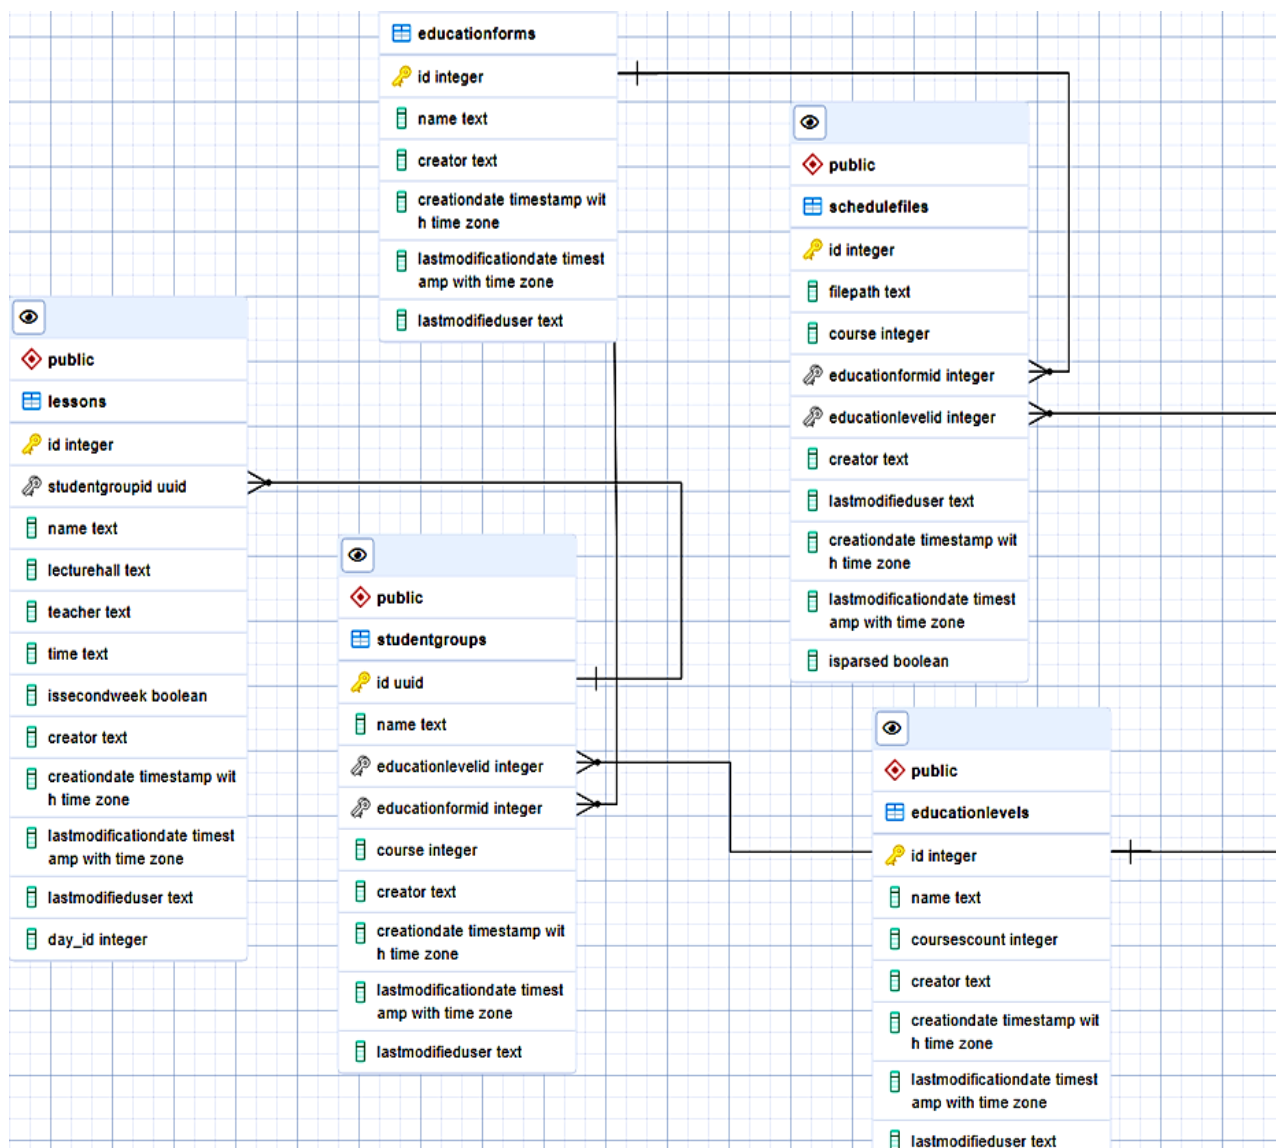 educationforms
id integer
name text
creator text
creationdate timestamp wit
h time zone
lastmodificationdate timest
amp with time zone
lastmodifieduser text
public
schedulefiles
id integer
filepath text
course integer
educationformid integer
educationlevelid integer
creator text
lastmodifieduser text
creationdate timestamp wit
h time zone
lastmodificationdate timest
amp with time zone
isparsed boolean
public
lessons
id integer
studentgroupid uuid
name text
lecturehall text
teacher text
time text
issecondweek boolean
creator text
creationdate timestamp wit
h time zone
lastmodificationdate timest
amp with time zone
lastmodifieduser text
day_id integer
public
studentgroups
id uuid
name text
educationlevelid integer
educationformid integer
course integer
creator text
creationdate timestamp wit
h time zone
lastmodificationdate timest
amp with time zone
lastmodifieduser text
public
educationlevels
id integer
name text
coursescount integer
creator text
creationdate timestamp wit
h time zone
lastmodificationdate timest
amp with time zone
lastmodifieduser text